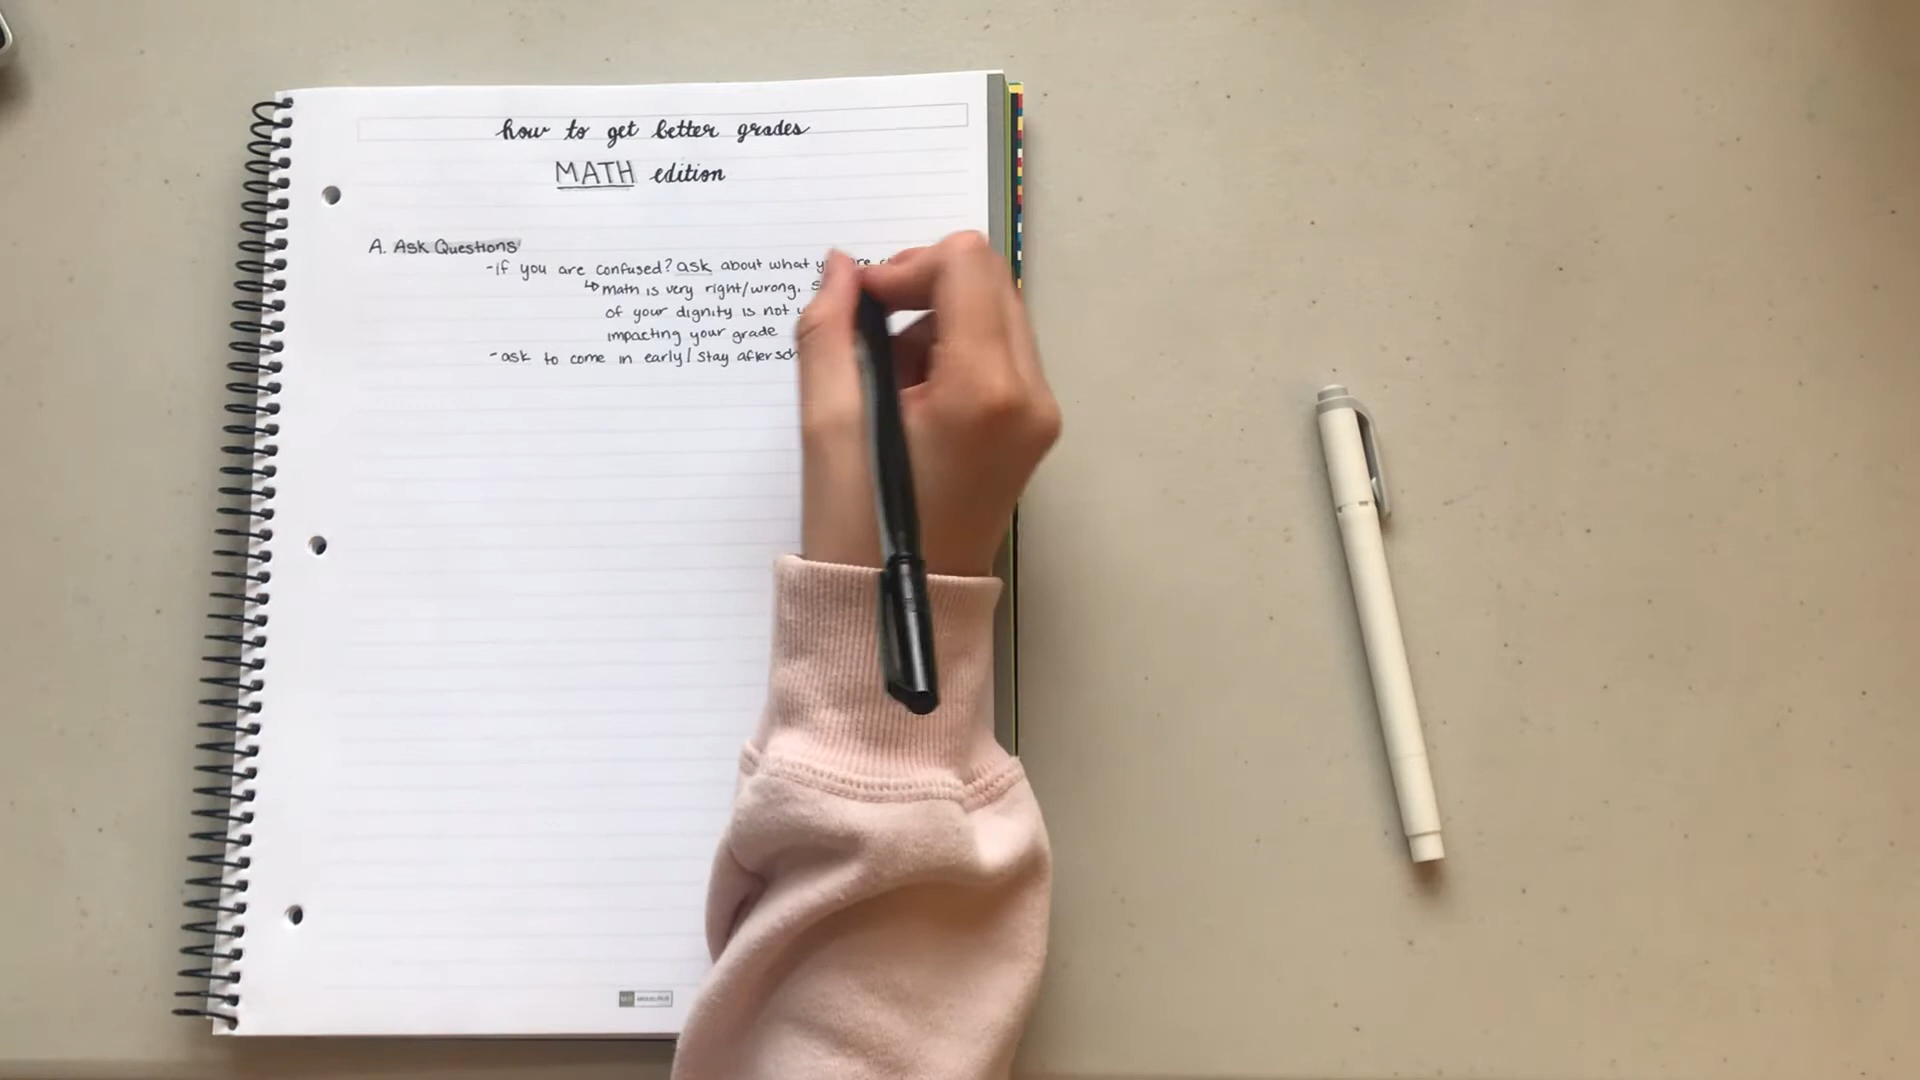 how to get better grades
MATH edition
A. Ask Questions
-if you are confused? ask about what
↳math is very right/wrong,
of your dignity is not
impacting your grade
-ask to come in early/stay after